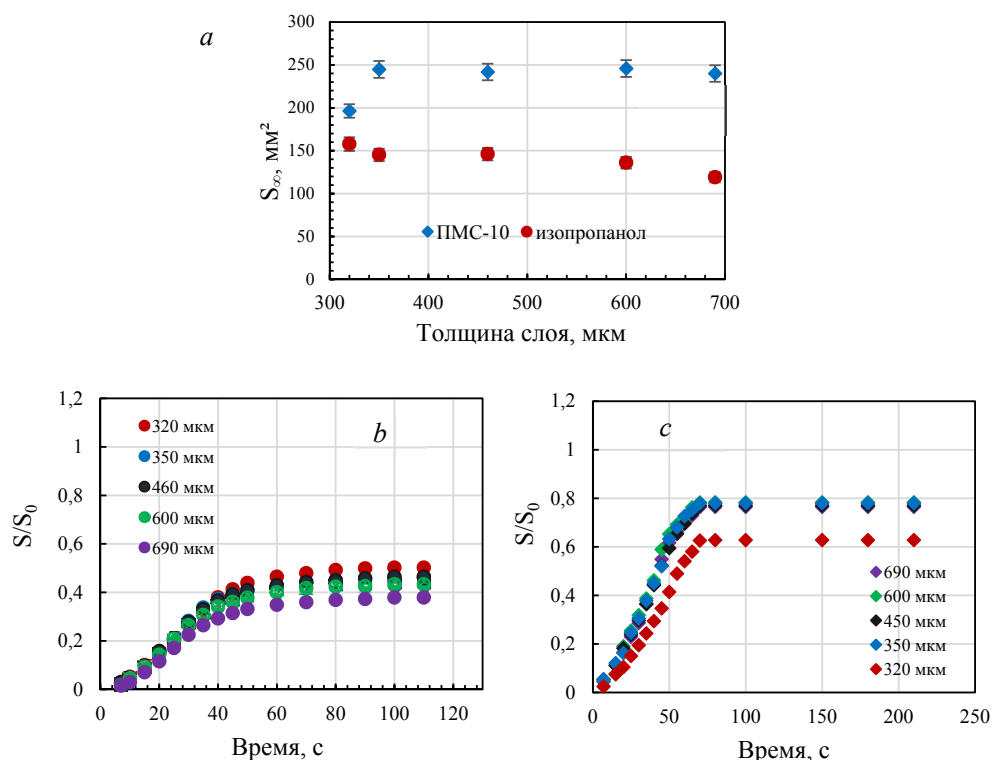 a
300
250
200
150
100
50
0
S∞, мм²
ПМС-10 изопропанол
300 400 500 600 700
Толщина слоя, мкм
b
1,2
1
0,8
0,6
0,4
0,2
0
S/S₀
320 мкм
350 мкм
460 мкм
600 мкм
690 мкм
0 20 40 60 80 100 120
Время, с
c
1,2
1
0,8
0,6
0,4
0,2
0
S/S₀
690 мкм
600 мкм
450 мкм
350 мкм
320 мкм
0 50 100 150 200 250
Время, с